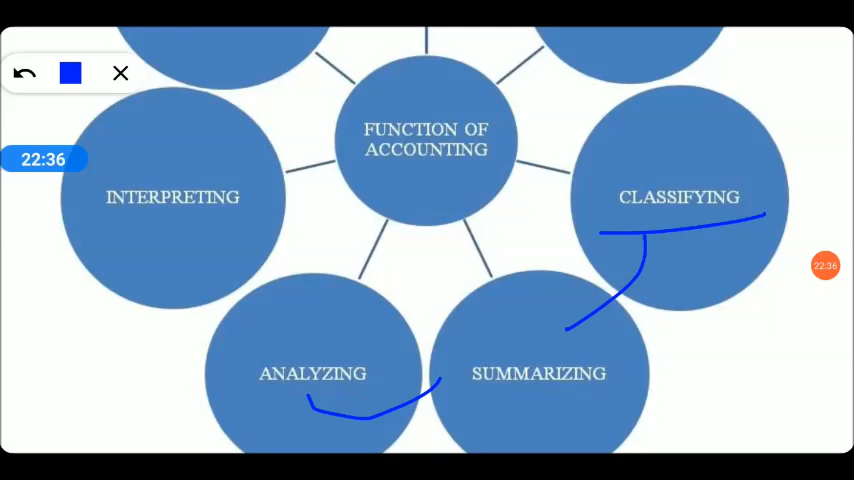 FUNCTION OF
ACCOUNTING
INTERPRETING
CLASSIFYING
22:36
22:36
ANALYZING
SUMMARIZING